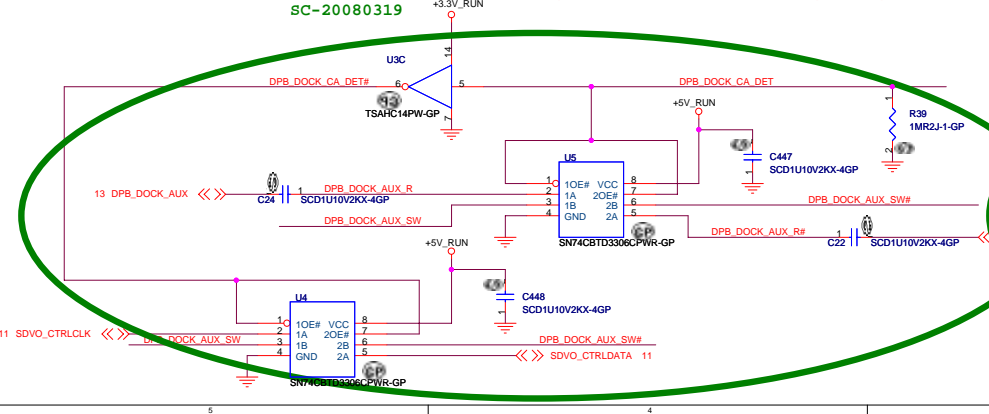 SC-20080319
+3.3V_RUN
14
U3C
DPB_DOCK_CA_DET#
6
5
DPB_DOCK_CA_DET
TSAHC14PW-GP
7
+5V_RUN
1
R39
1MR2J-1-GP
2
C447
SCD1U10V2KX-4GP
1
U5
1 1OE# VCC 8
2 1A 2OE# 7
3 1B 2B 6
4 GND 2A 5
SN74CBTD3306CPWR-GP
13 DPB_DOCK_AUX
C24
1
DPB_DOCK_AUX_R
SCD1U10V2KX-4GP
DPB_DOCK_AUX_SW
DPB_DOCK_AUX_SW#
DPB_DOCK_AUX_R#
C22
1
SCD1U10V2KX-4GP
+5V_RUN
C448
SCD1U10V2KX-4GP
1
U4
1 1OE# VCC 8
2 1A 2OE# 7
3 1B 2B 6
4 GND 2A 5
SN74CBTD3306CPWR-GP
11 SDVO_CTRLCLK
DPB_DOCK_AUX_SW
DPB_DOCK_AUX_SW#
SDVO_CTRLDATA 11
5
4